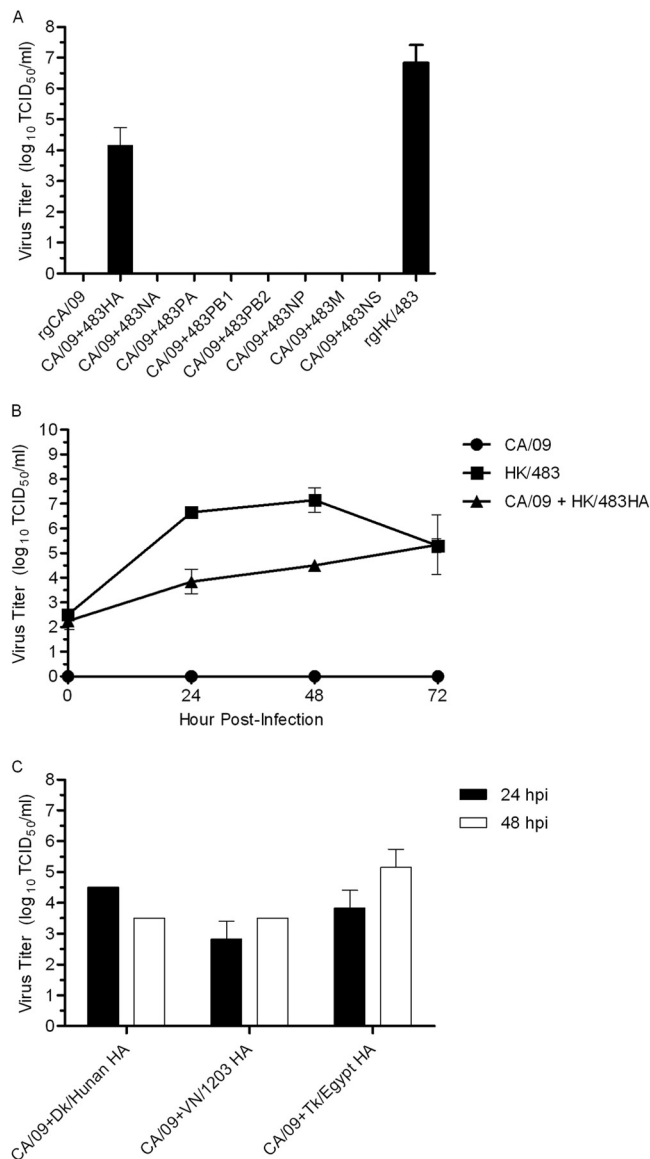 A
Virus Titer (log10 TCID50/ml)
8
7
6
5
4
3
2
1
0
rgCA/09
CA/09+483HA
CA/09+483NA
CA/09+483PA
CA/09+483PB1
CA/09+483PB2
CA/09+483NP
CA/09+483M
CA/09+483NS
rgHK/483
B
Virus Titer (log10 TCID50/ml)
10
9
8
7
6
5
4
3
2
1
0
0
24
48
72
Hour Post-Infection
CA/09
HK/483
CA/09 + HK/483HA
C
Virus Titer (log10 TCID50/ml)
8
7
6
5
4
3
2
1
0
CA/09+Dk/Hunan HA
CA/09+VN/1203 HA
CA/09+Tk/Egypt HA
24 hpi
48 hpi